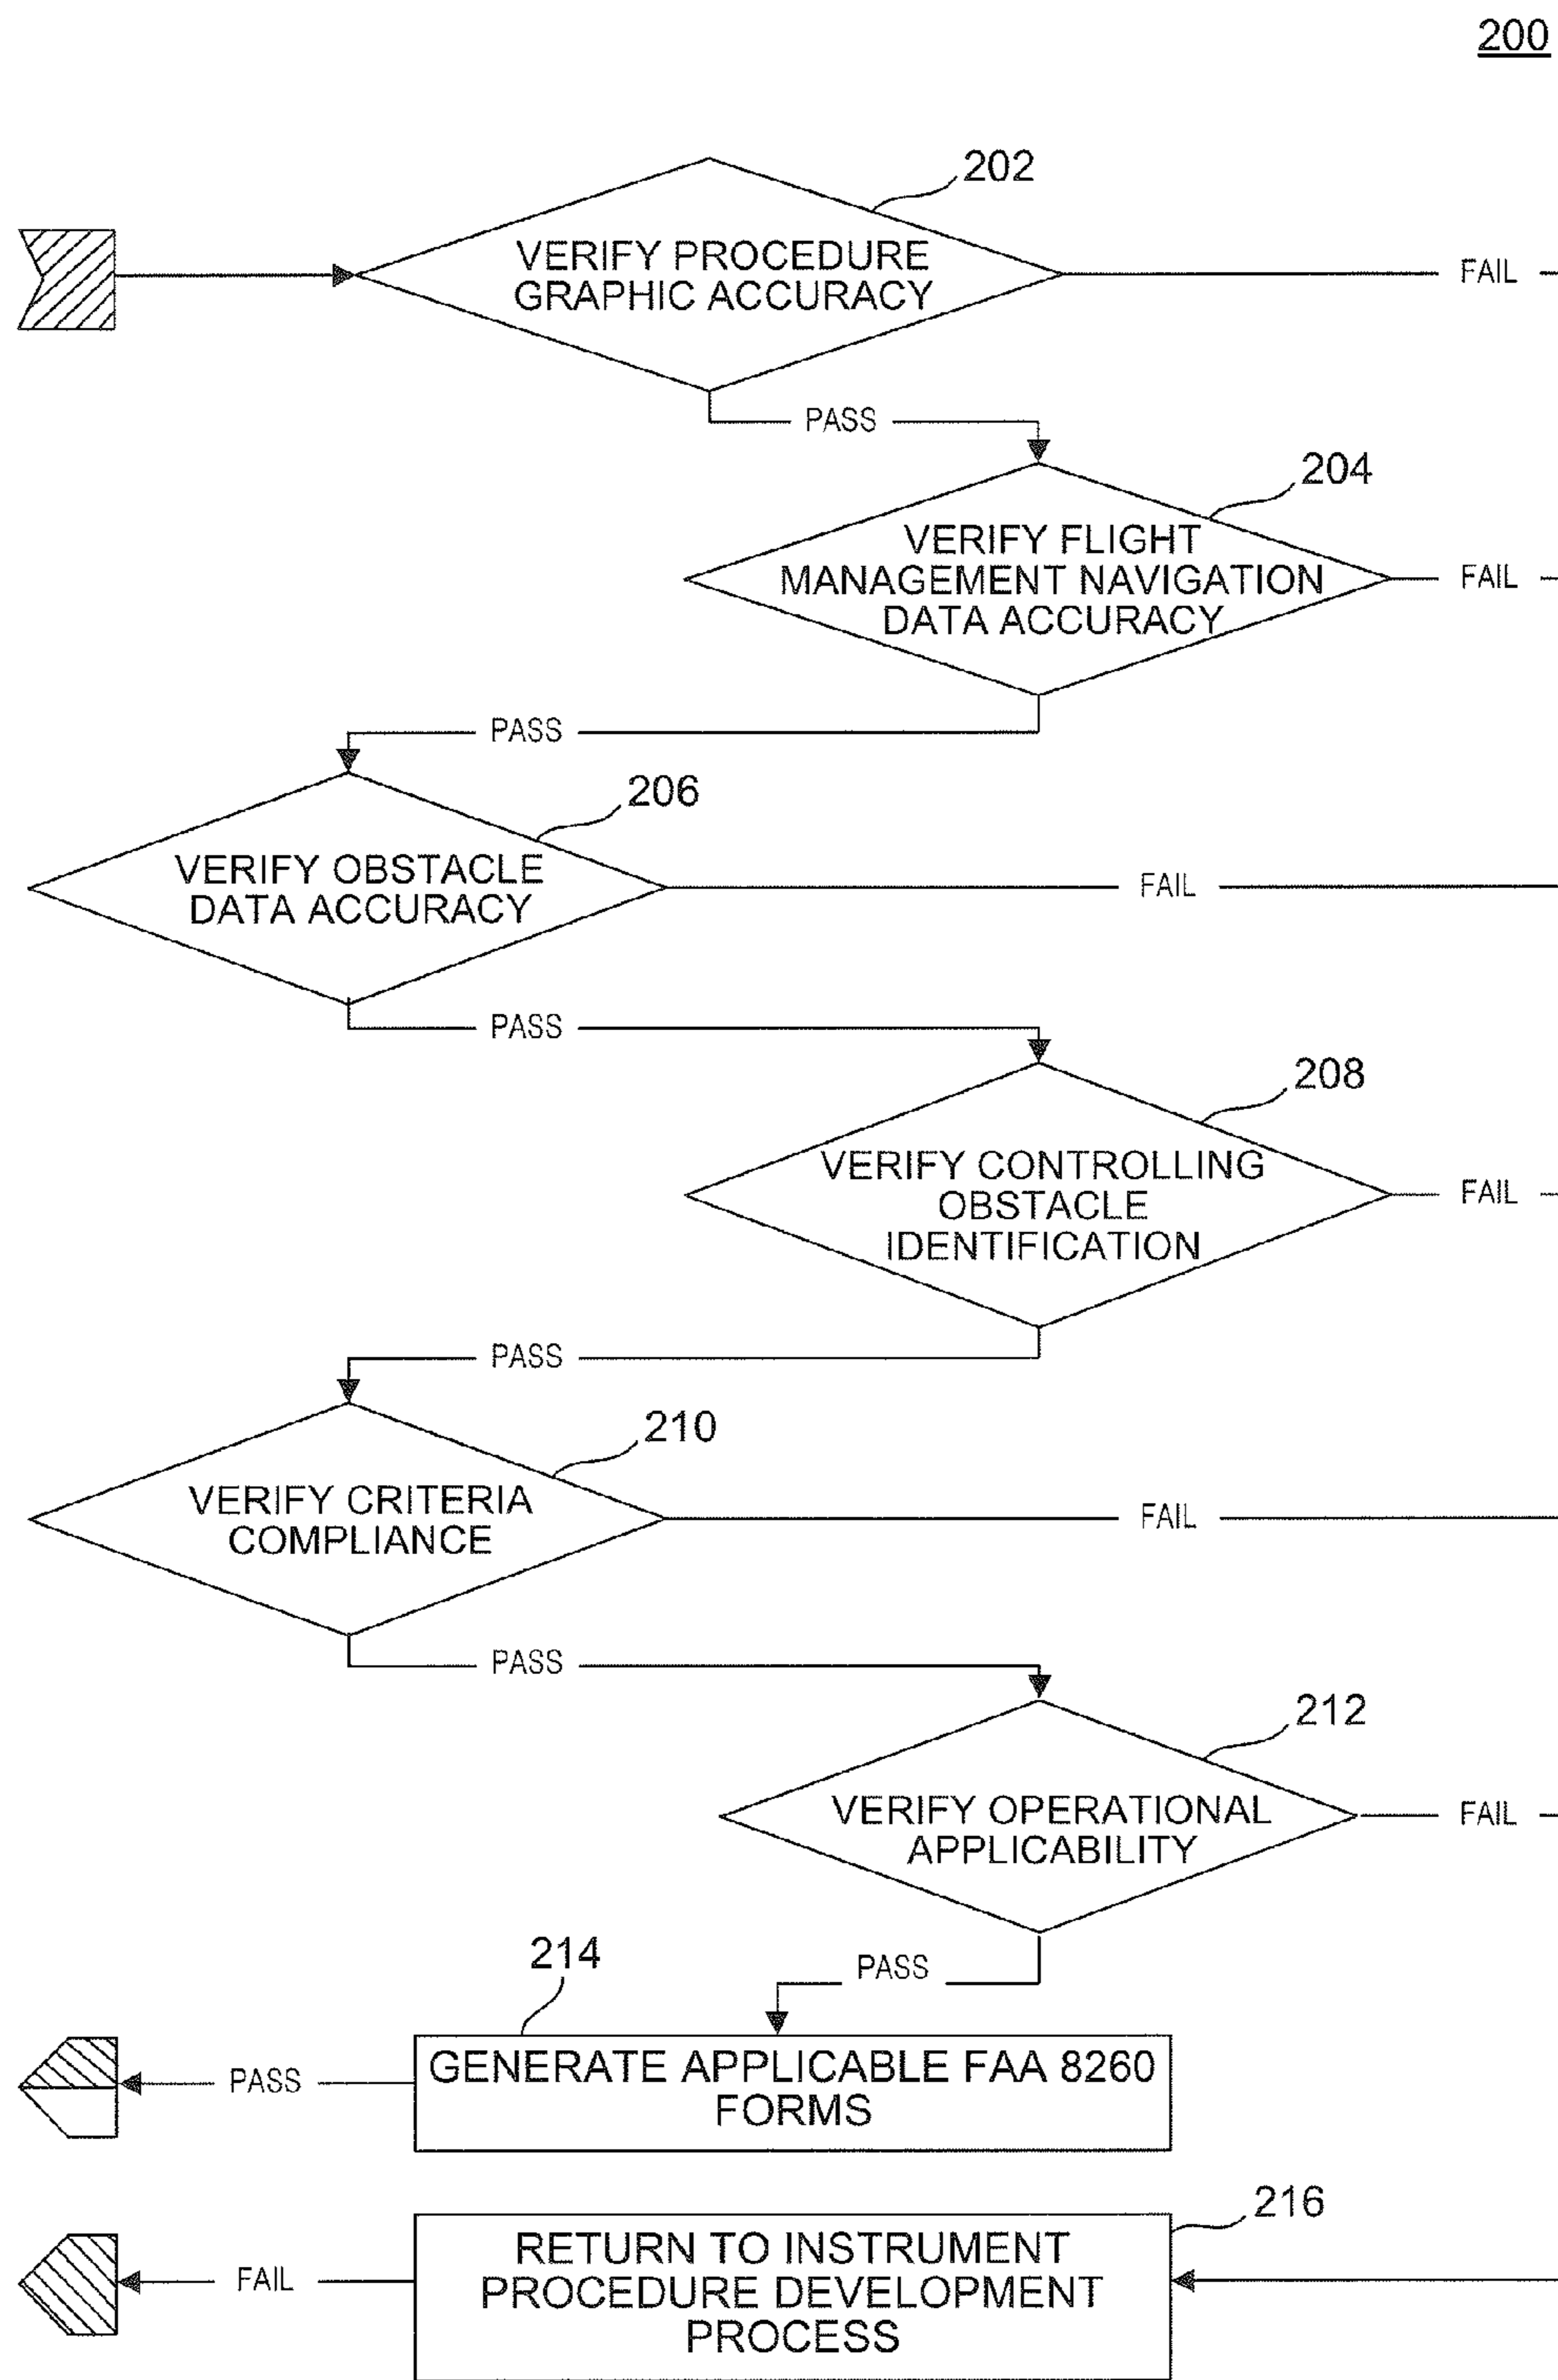 200
202
VERIFY PROCEDURE
GRAPHIC ACCURACY
FAIL
PASS
204
VERIFY FLIGHT
MANAGEMENT NAVIGATION
DATA ACCURACY
FAIL
PASS
206
VERIFY OBSTACLE
DATA ACCURACY
FAIL
PASS
208
VERIFY CONTROLLING
OBSTACLE
IDENTIFICATION
FAIL
PASS
210
VERIFY CRITERIA
COMPLIANCE
FAIL
PASS
212
VERIFY OPERATIONAL
APPLICABILITY
FAIL
PASS
214
GENERATE APPLICABLE FAA 8260
FORMS
PASS
216
RETURN TO INSTRUMENT
PROCEDURE DEVELOPMENT
PROCESS
FAIL